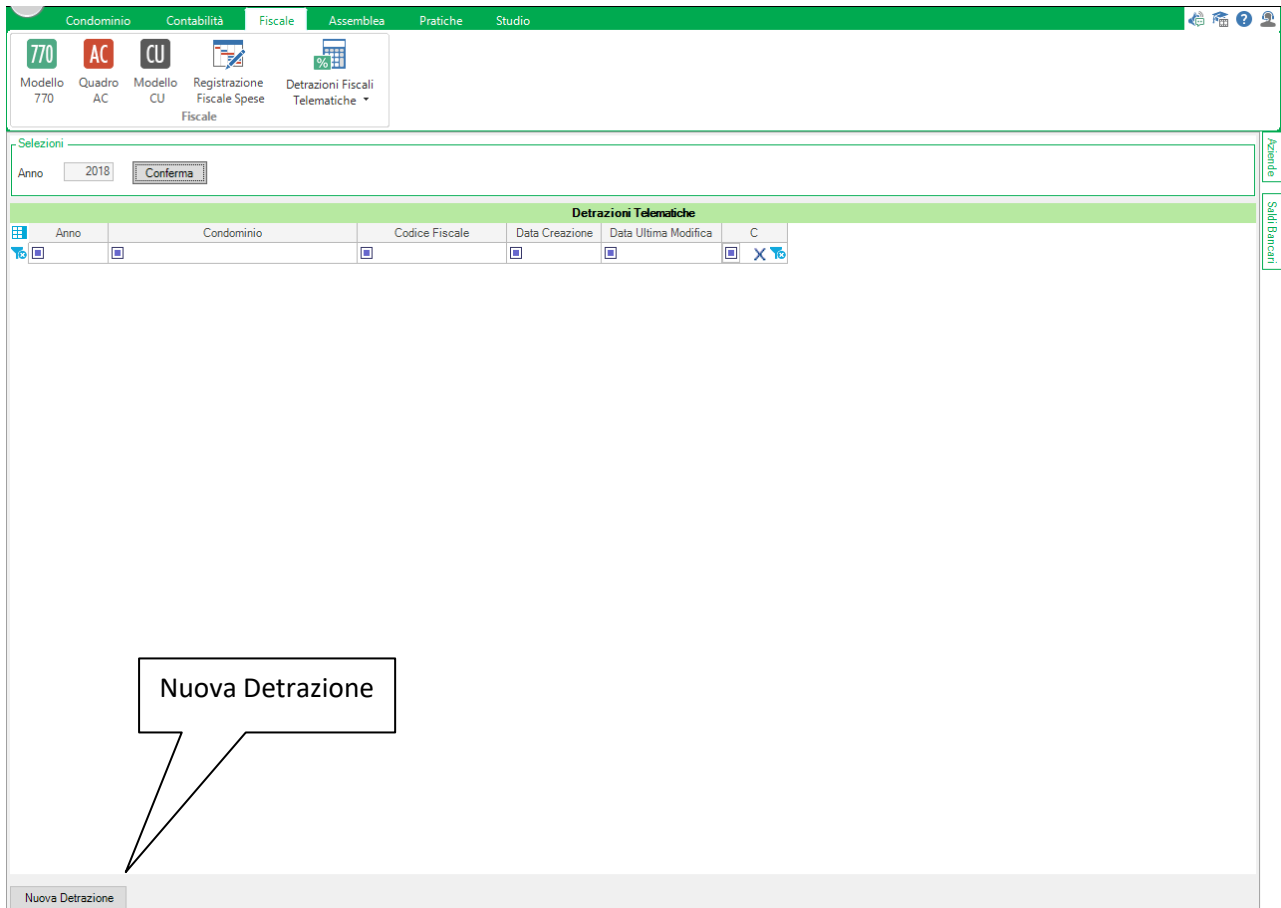 Condominio Contabilità Fiscale Assemblea Pratiche Studio
770 AC CU %
Modello Quadro Modello Registrazione Detrazioni Fiscali
770 AC CU Fiscale Spese Telematiche
Fiscale
Selezioni
Anno 2018 Conferma
Aziende
Saldi Bancari
Detrazioni Telematiche
Anno Condominio Codice Fiscale Data Creazione Data Ultima Modifica C
Nuova Detrazione
Nuova Detrazione